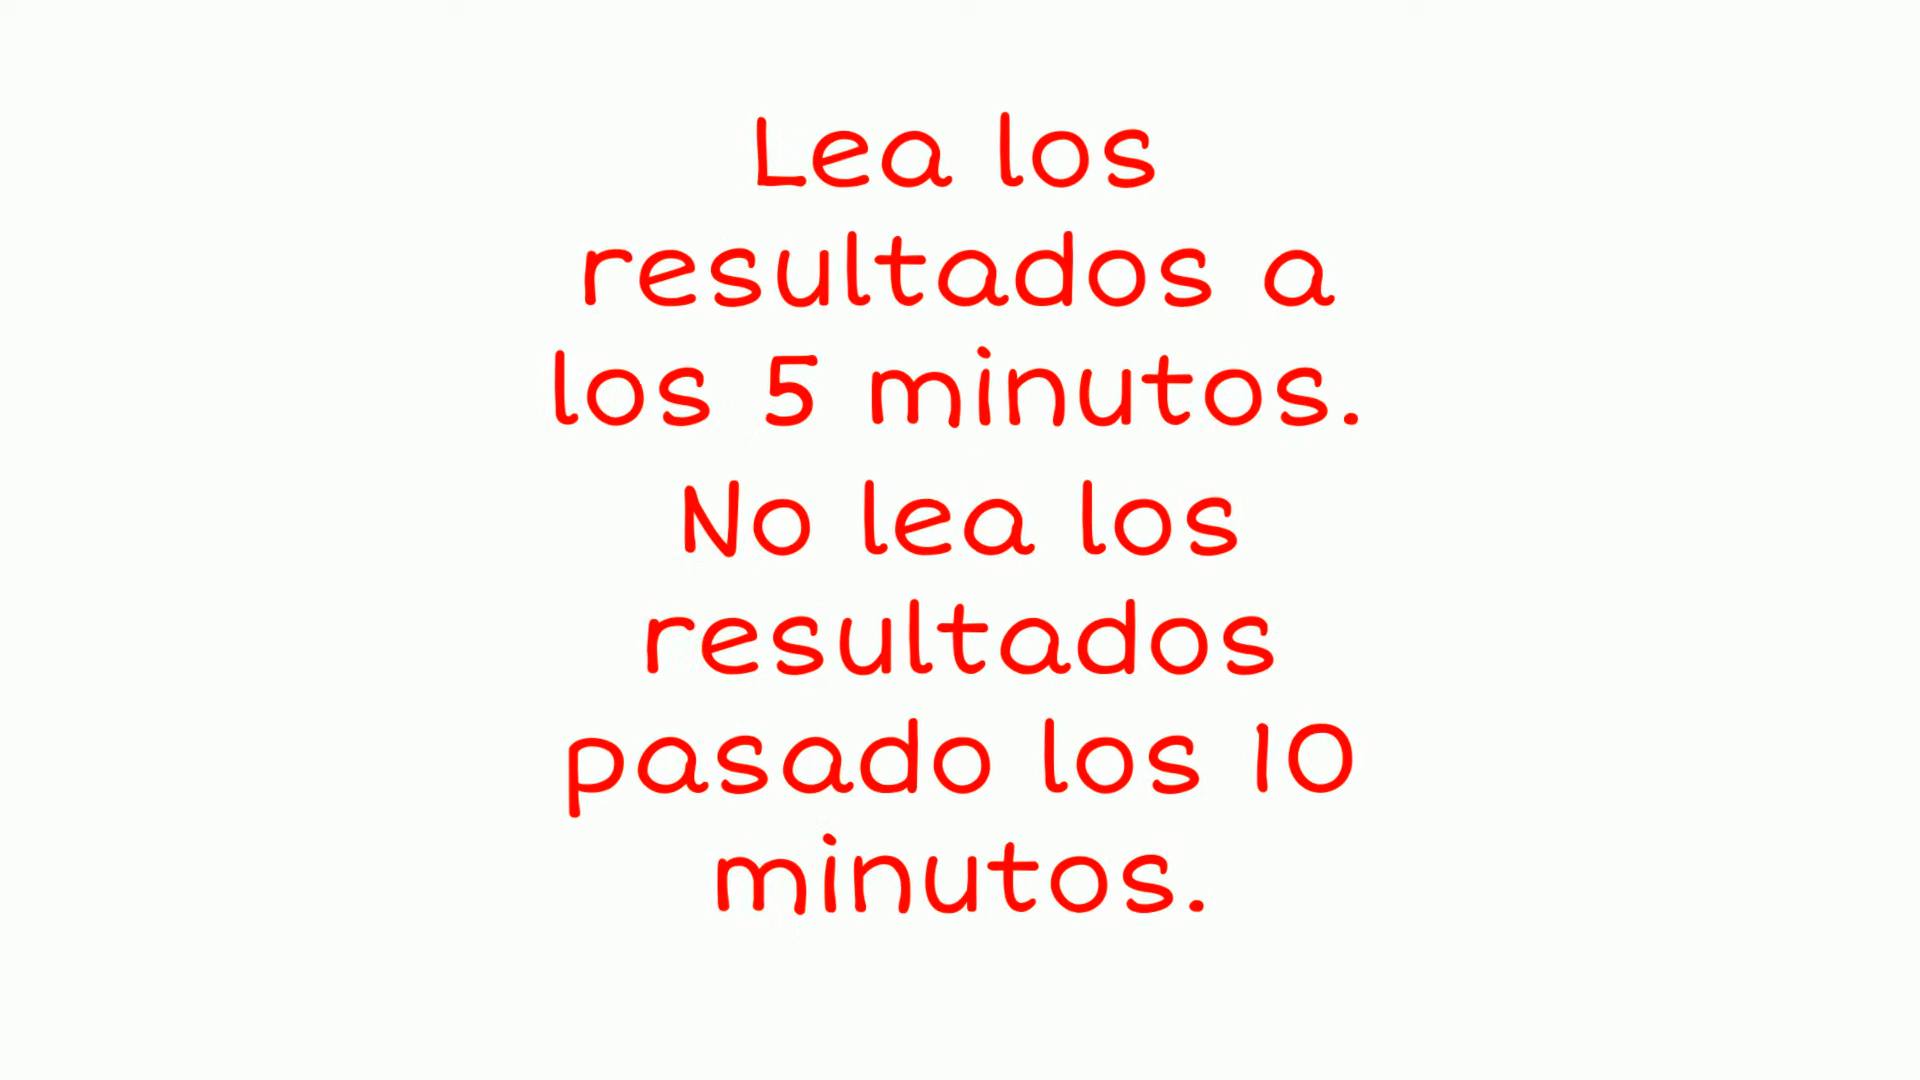 Lea los
resultados a
los 5 minutos.
No lea los
resultados
pasado los 10
minutos.